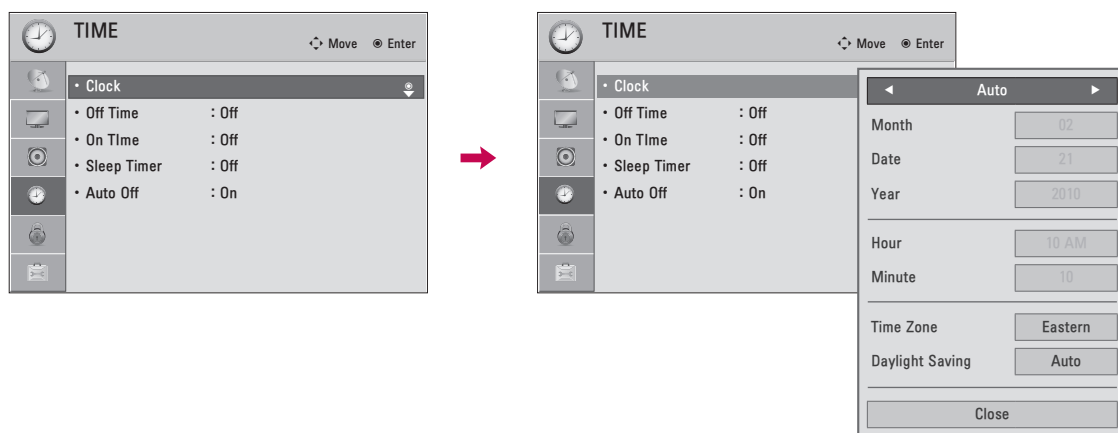 TIME
Move Enter
• Clock
• Off Time : Off
• On TIme : Off
• Sleep Timer : Off
• Auto Off : On
TIME
Move Enter
• Clock
• Off Time : Off
• On TIme : Off
• Sleep Timer : Off
• Auto Off : On
◄ Auto ►
Month 02
Date 21
Year 2010
Hour 10 AM
Minute 10
Time Zone Eastern
Daylight Saving Auto
Close